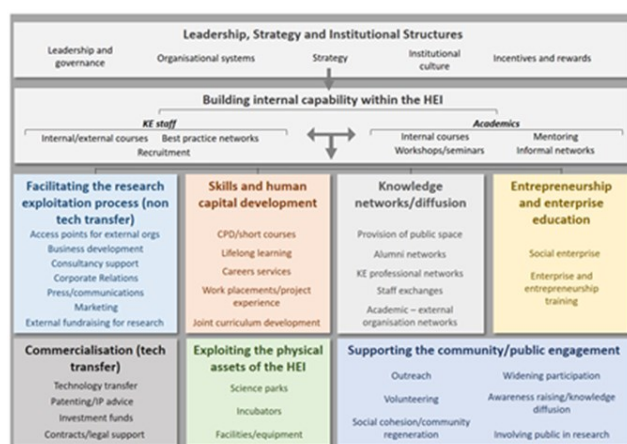 Leadership, Strategy and Institutional Structures
Leadership and governance
Organisational systems
Strategy
Institutional culture
Incentives and rewards
Building internal capability within the HEI
KE staff
Internal/external courses
Best practice networks
Recruitment
Academics
Internal courses
Mentoring
Workshops/seminars
Informal networks
Facilitating the research
exploitation process (non
tech transfer)
Access points for external orgs
Business development
Consultancy support
Corporate Relations
Press/communications
Marketing
External fundraising for research
Skills and human
capital development
CPD/short courses
Lifelong learning
Careers services
Work placements/project
experience
Joint curriculum development
Knowledge
networks/diffusion
Provision of public space
Alumni networks
KE professional networks
Staff exchanges
Academic – external
organisation networks
Entrepreneurship
and enterprise
education
Social enterprise
Enterprise and
entrepreneurship
training
Commercialisation (tech
transfer)
Technology transfer
Patenting/IP advice
Investment funds
Contracts/legal support
Exploiting the physical
assets of the HEI
Science parks
Incubators
Facilities/equipment
Supporting the community/public engagement
Outreach
Volunteering
Social cohesion/community
regeneration
Widening participation
Awareness raising/knowledge
diffusion
Involving public in research